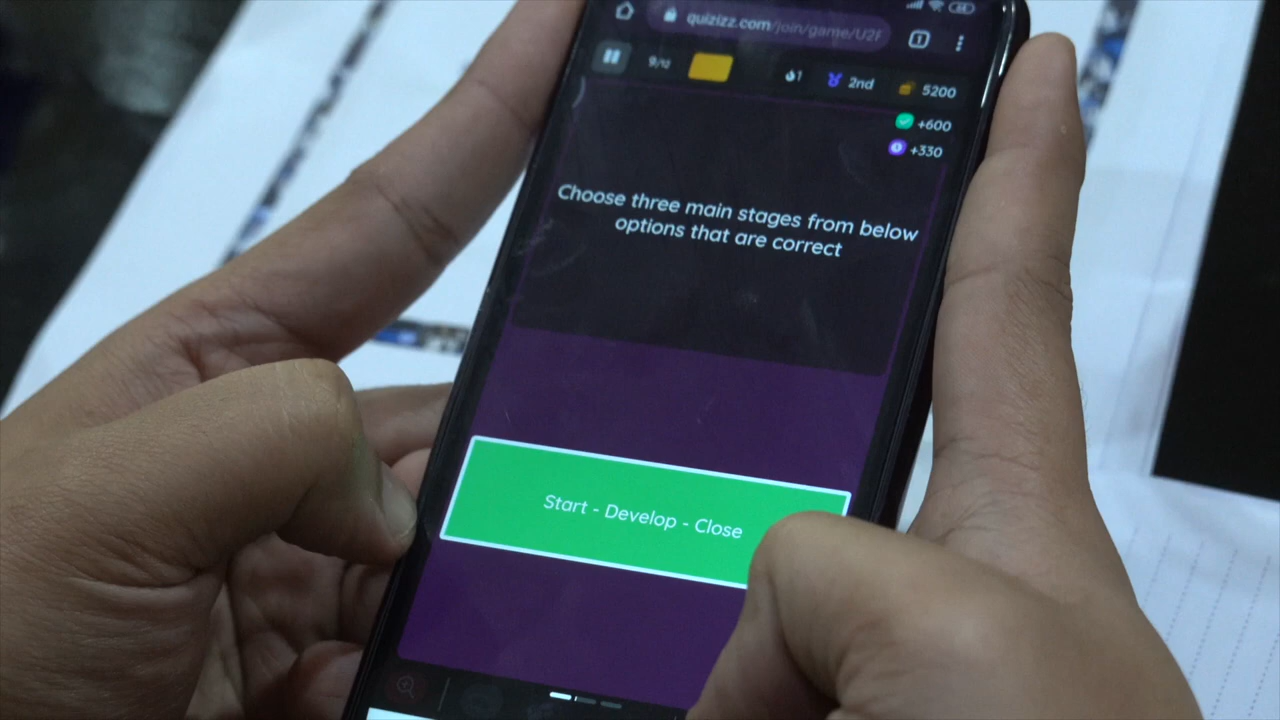 quizizz.com/join/game/U2F
9/12
1
2nd
5200
+600
+330
Choose three main stages from below
options that are correct
Start - Develop - Close